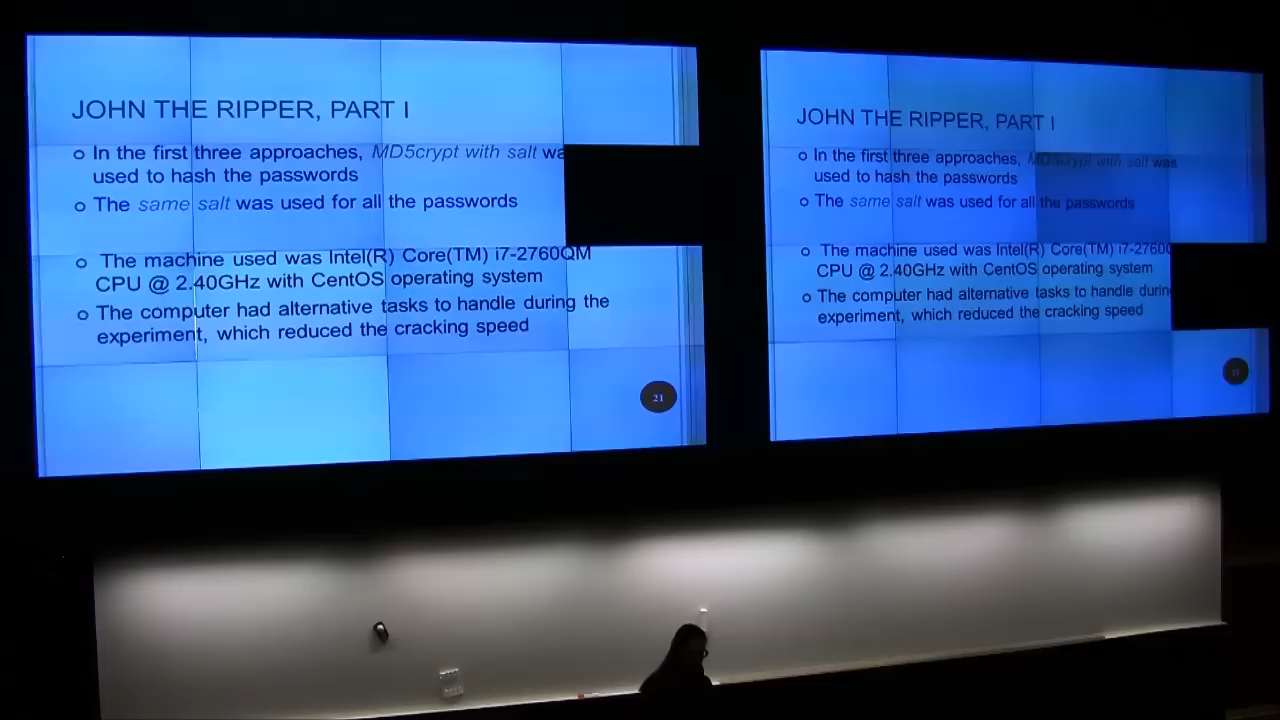 JOHN THE RIPPER, PART I
o In the first three approaches, MD5crypt with salt wa
used to hash the passwords
o The same salt was used for all the passwords
o The machine used was Intel(R) Core(TM) i7-2760QM
CPU @ 2.40GHz with CentOS operating system
o The computer had alternative tasks to handle during the
experiment, which reduced the cracking speed
21
JOHN THE RIPPER, PART I
o In the first three approaches, MD5crypt with salt was
used to hash the passwords
o The same salt was used for all the passwords
o The machine used was Intel(R) Core(TM) i7-2760
CPU @ 2.40GHz with CentOS operating system
o The computer had alternative tasks to handle durin
experiment, which reduced the cracking speed
21